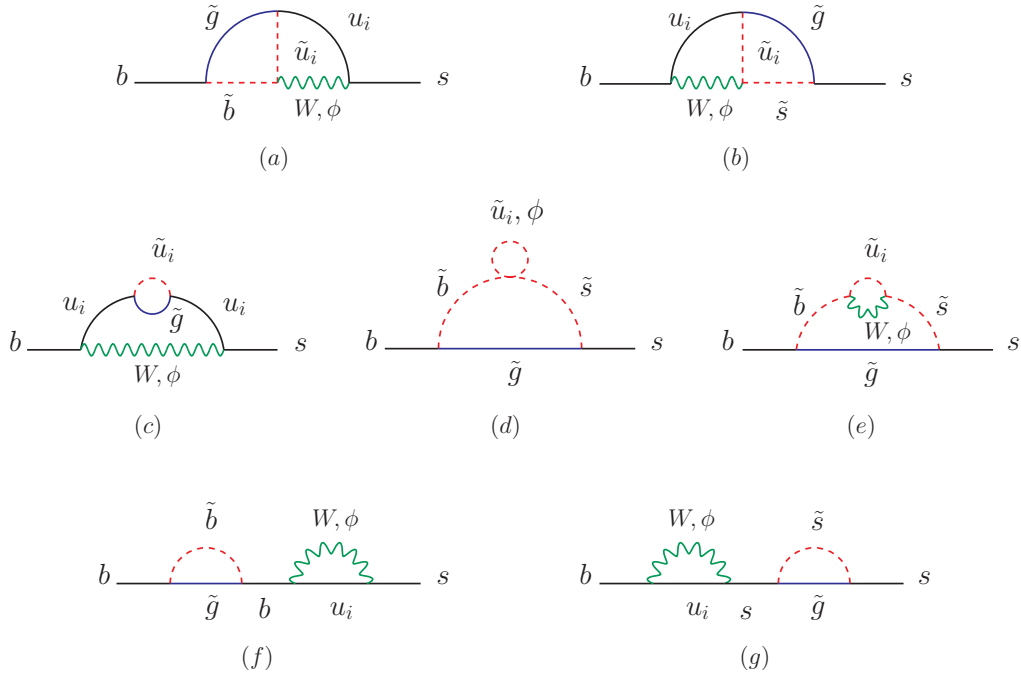 g̃ u_i u_i g̃
b ũ_i s b ũ_i s
b̃ W, ϕ W, ϕ s̃
(a) (b)
ũ_i ũ_i, ϕ ũ_i
u_i u_i b̃ s̃ b̃ s̃
g̃ W, ϕ
b s b s b s
W, ϕ g̃ g̃
(c) (d) (e)
b̃ W, ϕ W, ϕ s̃
b s b s
g̃ b u_i u_i s g̃
(f) (g)